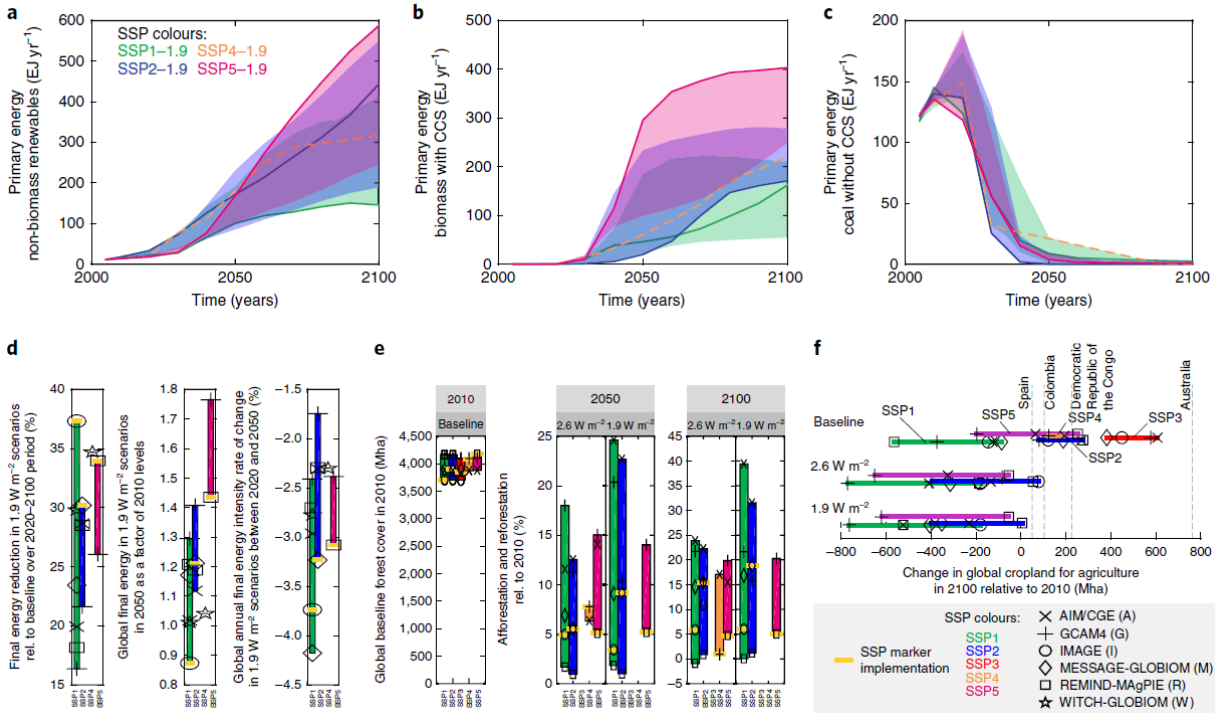 a
Primary energy
non-biomass renewables (EJ yr⁻¹)
600
500
400
300
200
100
0
SSP colours:
SSP1–1.9 SSP4–1.9
SSP2–1.9 SSP5–1.9
2000 2050 2100
Time (years)
b
Primary energy
biomass with CCS (EJ yr⁻¹)
500
400
300
200
100
0
2000 2050 2100
Time (years)
c
Primary energy
coal without CCS (EJ yr⁻¹)
200
150
100
50
0
2000 2050 2100
Time (years)
d
Final energy reduction in 1.9 W m⁻² scenarios
rel. to baseline over 2020–2100 period (%)
40
35
30
25
20
15
SSP1
SSP2
SSP4
SSP5
Global final energy in 1.9 W m⁻² scenarios
in 2050 as a factor of 2010 levels
1.8
1.7
1.6
1.5
1.4
1.3
1.2
1.1
1.0
0.9
0.8
SSP1
SSP2
SSP4
SSP5
Global annual final energy intensity rate of change
in 1.9 W m⁻² scenarios between 2020 and 2050 (%)
−1.5
−2.0
−2.5
−3.0
−3.5
−4.0
−4.5
SSP1
SSP2
SSP4
SSP5
e
Global baseline forest cover in 2010 (Mha)
2010
Baseline
4,500
4,000
3,500
3,000
2,500
2,000
1,500
1,000
500
0
SSP1
SSP2
SSP3
SSP4
SSP5
Afforestation and reforestation
rel. to 2010 (%)
2050
2.6 W m⁻² 1.9 W m⁻²
25
20
15
10
5
0
SSP1
SSP2
SSP3
SSP4
SSP5
SSP1
SSP2
SSP3
SSP4
SSP5
2100
2.6 W m⁻² 1.9 W m⁻²
45
40
35
30
25
20
15
10
5
0
−5
SSP1
SSP2
SSP3
SSP4
SSP5
SSP1
SSP2
SSP3
SSP4
SSP5
f
Spain
Colombia
Democratic
Republic of
the Congo
Australia
Baseline
SSP1
SSP5
SSP4
SSP3
SSP2
2.6 W m⁻²
1.9 W m⁻²
−800 −600 −400 −200 0 200 400 600 800
Change in global cropland for agriculture
in 2100 relative to 2010 (Mha)
SSP marker
implementation
SSP colours:
SSP1
SSP2
SSP3
SSP4
SSP5
AIM/CGE (A)
GCAM4 (G)
IMAGE (I)
MESSAGE-GLOBIOM (M)
REMIND-MAgPIE (R)
WITCH-GLOBIOM (W)